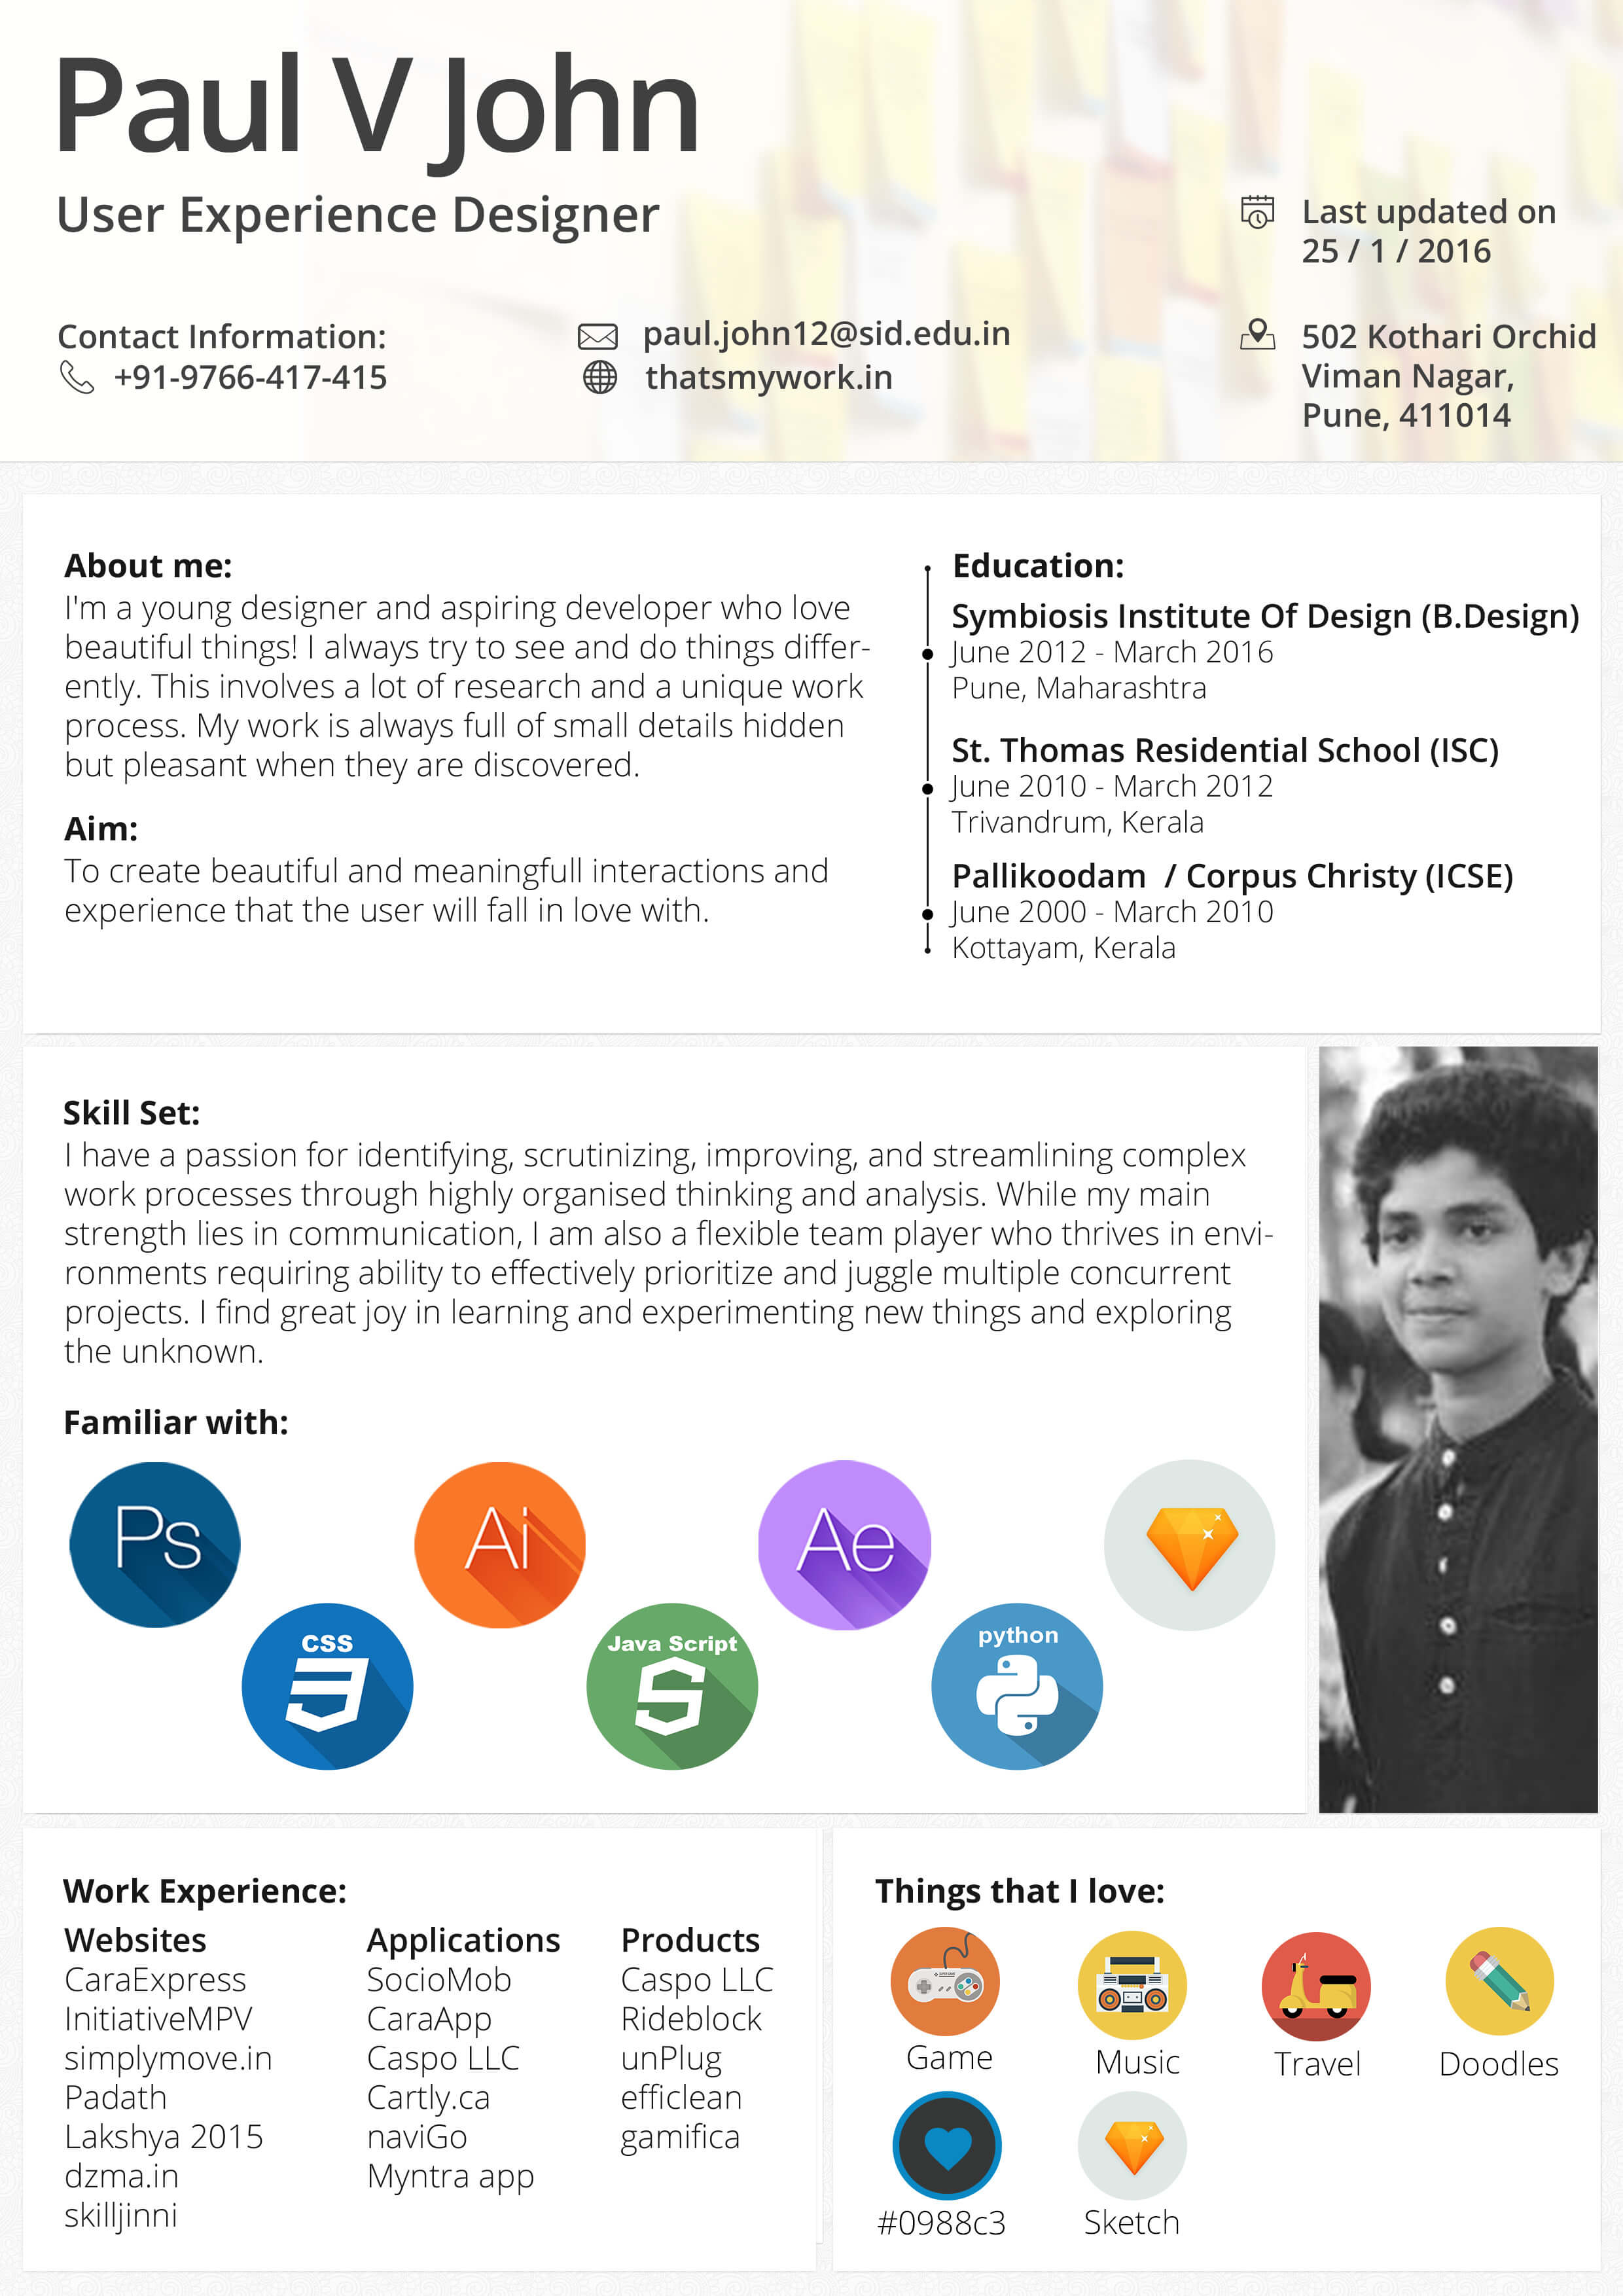 Paul V John
User Experience Designer
Last updated on
25 / 1 / 2016
Contact Information:
+91-9766-417-415
paul.john12@sid.edu.in
thatsmywork.in
502 Kothari Orchid
Viman Nagar,
Pune, 411014
About me:
I'm a young designer and aspiring developer who love
beautiful things! I always try to see and do things differ-
ently. This involves a lot of research and a unique work
process. My work is always full of small details hidden
but pleasant when they are discovered.
Aim:
To create beautiful and meaningfull interactions and
experience that the user will fall in love with.
Education:
Symbiosis Institute Of Design (B.Design)
June 2012 - March 2016
Pune, Maharashtra
St. Thomas Residential School (ISC)
June 2010 - March 2012
Trivandrum, Kerala
Pallikoodam / Corpus Christy (ICSE)
June 2000 - March 2010
Kottayam, Kerala
Skill Set:
I have a passion for identifying, scrutinizing, improving, and streamlining complex
work processes through highly organised thinking and analysis. While my main
strength lies in communication, I am also a flexible team player who thrives in envi-
ronments requiring ability to effectively prioritize and juggle multiple concurrent
projects. I find great joy in learning and experimenting new things and exploring
the unknown.
Familiar with:
Ps
Ai
Ae
CSS
3
Java Script
S
python
Work Experience:
Websites
CaraExpress
InitiativeMPV
simplymove.in
Padath
Lakshya 2015
dzma.in
skilljinni
Applications
SocioMob
CaraApp
Caspo LLC
Cartly.ca
naviGo
Myntra app
Products
Caspo LLC
Rideblock
unPlug
efficlean
gamifica
Things that I love:
Game
Music
Travel
Doodles
#0988c3
Sketch